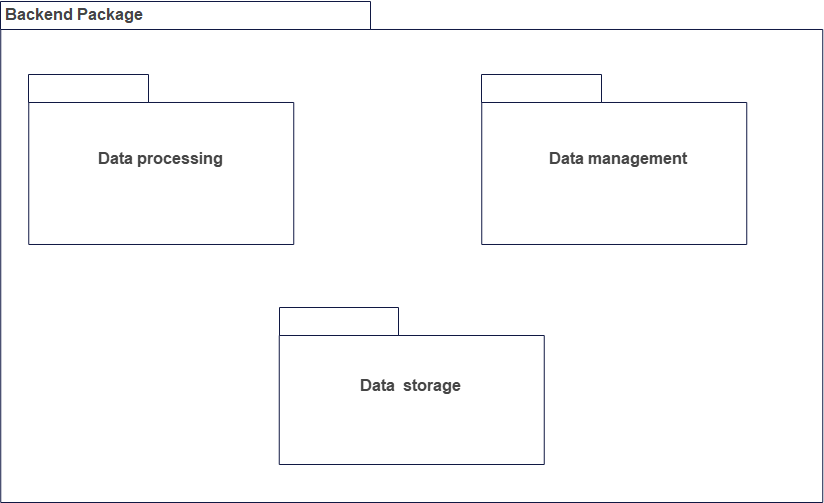 Backend Package
Data processing
Data management
Data storage